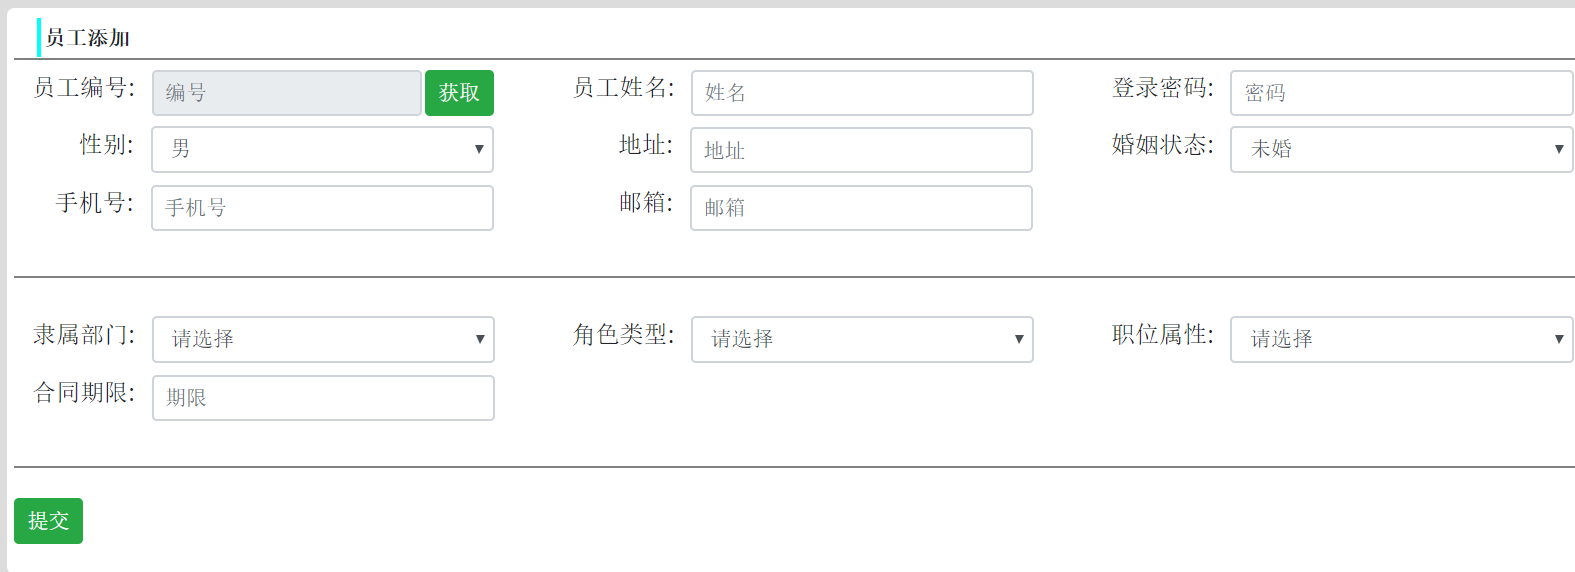 员工添加
员工编号: 编号 获取 员工姓名: 姓名 登录密码: 密码
性别: 男 地址: 地址 婚姻状态: 未婚
手机号: 手机号 邮箱: 邮箱
隶属部门: 请选择 角色类型: 请选择 职位属性: 请选择
合同期限: 期限
提交